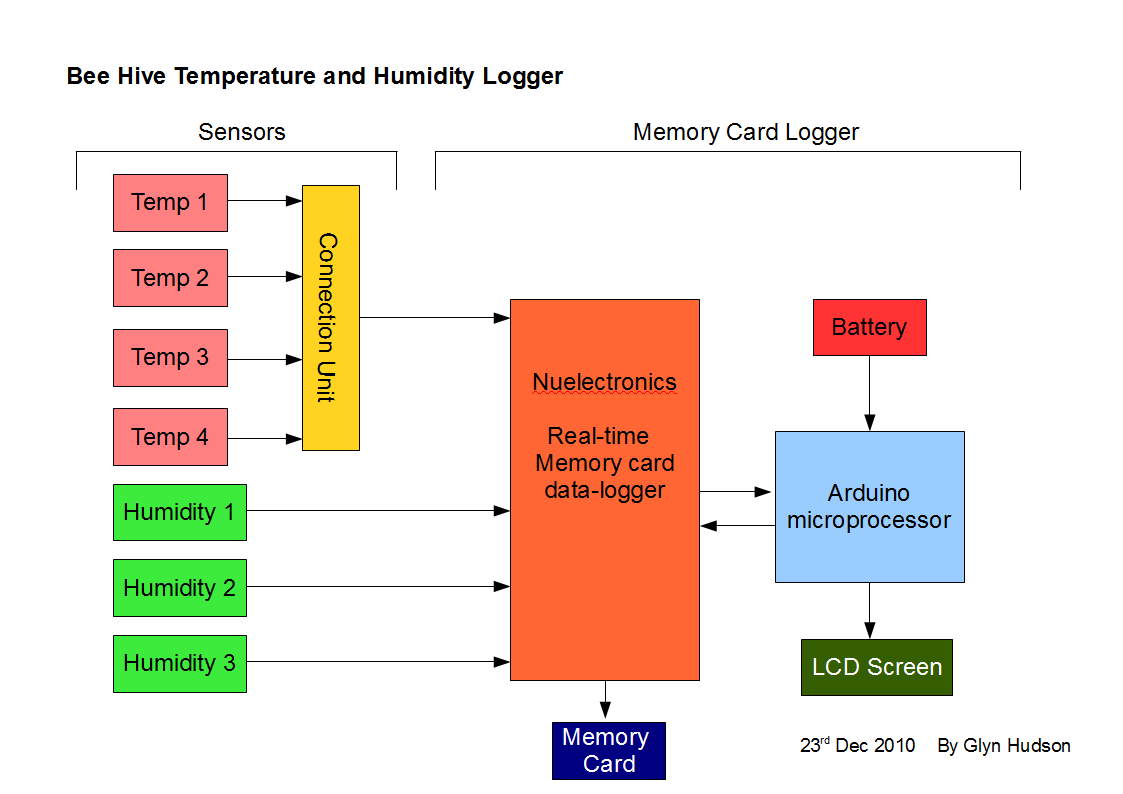 Bee Hive Temperature and Humidity Logger
Sensors
Memory Card Logger
Temp 1
Temp 2
Temp 3
Temp 4
Connection Unit
Humidity 1
Humidity 2
Humidity 3
Nuelectronics
Real-time
Memory card
data-logger
Memory
Card
Battery
Arduino
microprocessor
LCD Screen
23rd Dec 2010 By Glyn Hudson